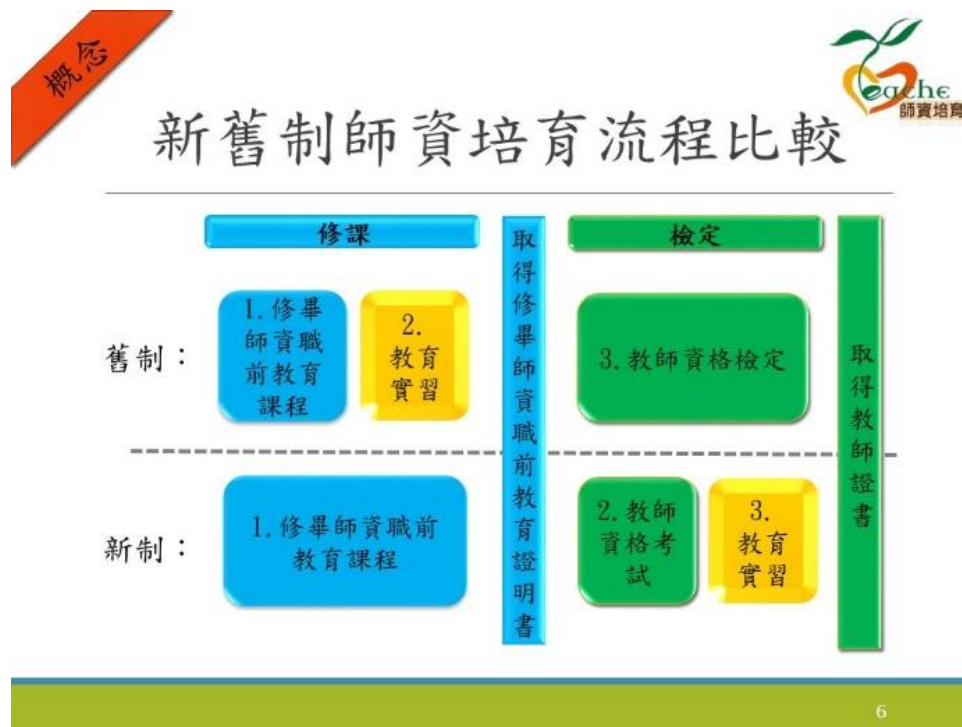 概念
eache
師資培育
新舊制師資培育流程比較
修課
取得修畢師資職前教育證明書
檢定
取得教師證書
舊制：
1.修畢
師資職
前教育
課程
2.
教育
實習
3.教師資格檢定
新制：
1.修畢師資職前
教育課程
2.教師
資格考
試
3.
教育
實習
6